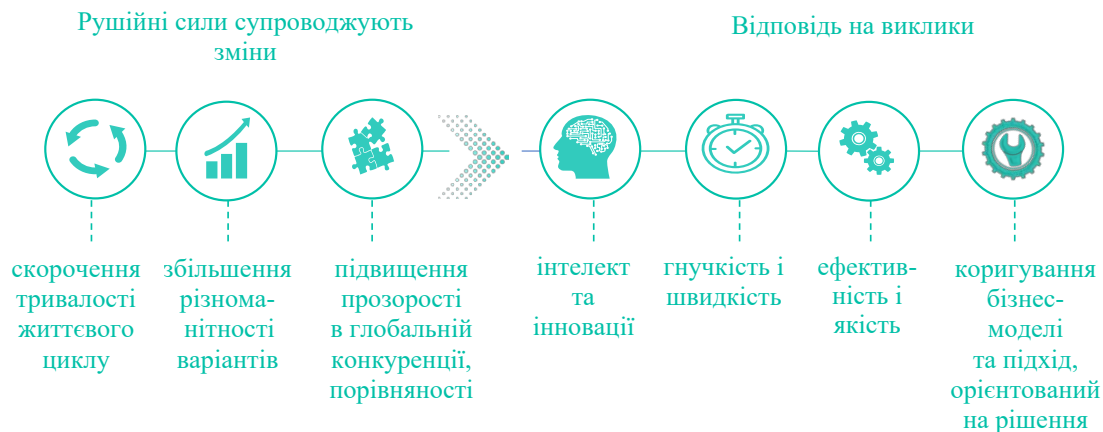 Рушійні сили супроводжують
зміни
Відповідь на виклики
скорочення
тривалості
життєвого
циклу
збільшення
різнома-
нітності
варіантів
підвищення
прозорості
в глобальній
конкуренції,
порівняності
інтелект
та
інновації
гнучкість і
швидкість
ефектив-
ність і
якість
коригування
бізнес-
моделі
та підхід,
орієнтований
на рішення